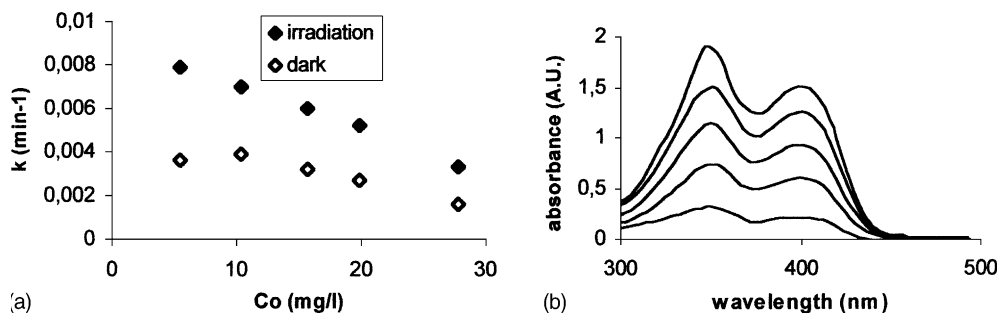 0,01
0,008
0,006
0,004
0,002
0
k (min-1)
irradiation
dark
0 10 20 30
Co (mg/l)
(a)
2
1,5
1
0,5
0
absorbance (A.U.)
300 400 500
wavelength (nm)
(b)